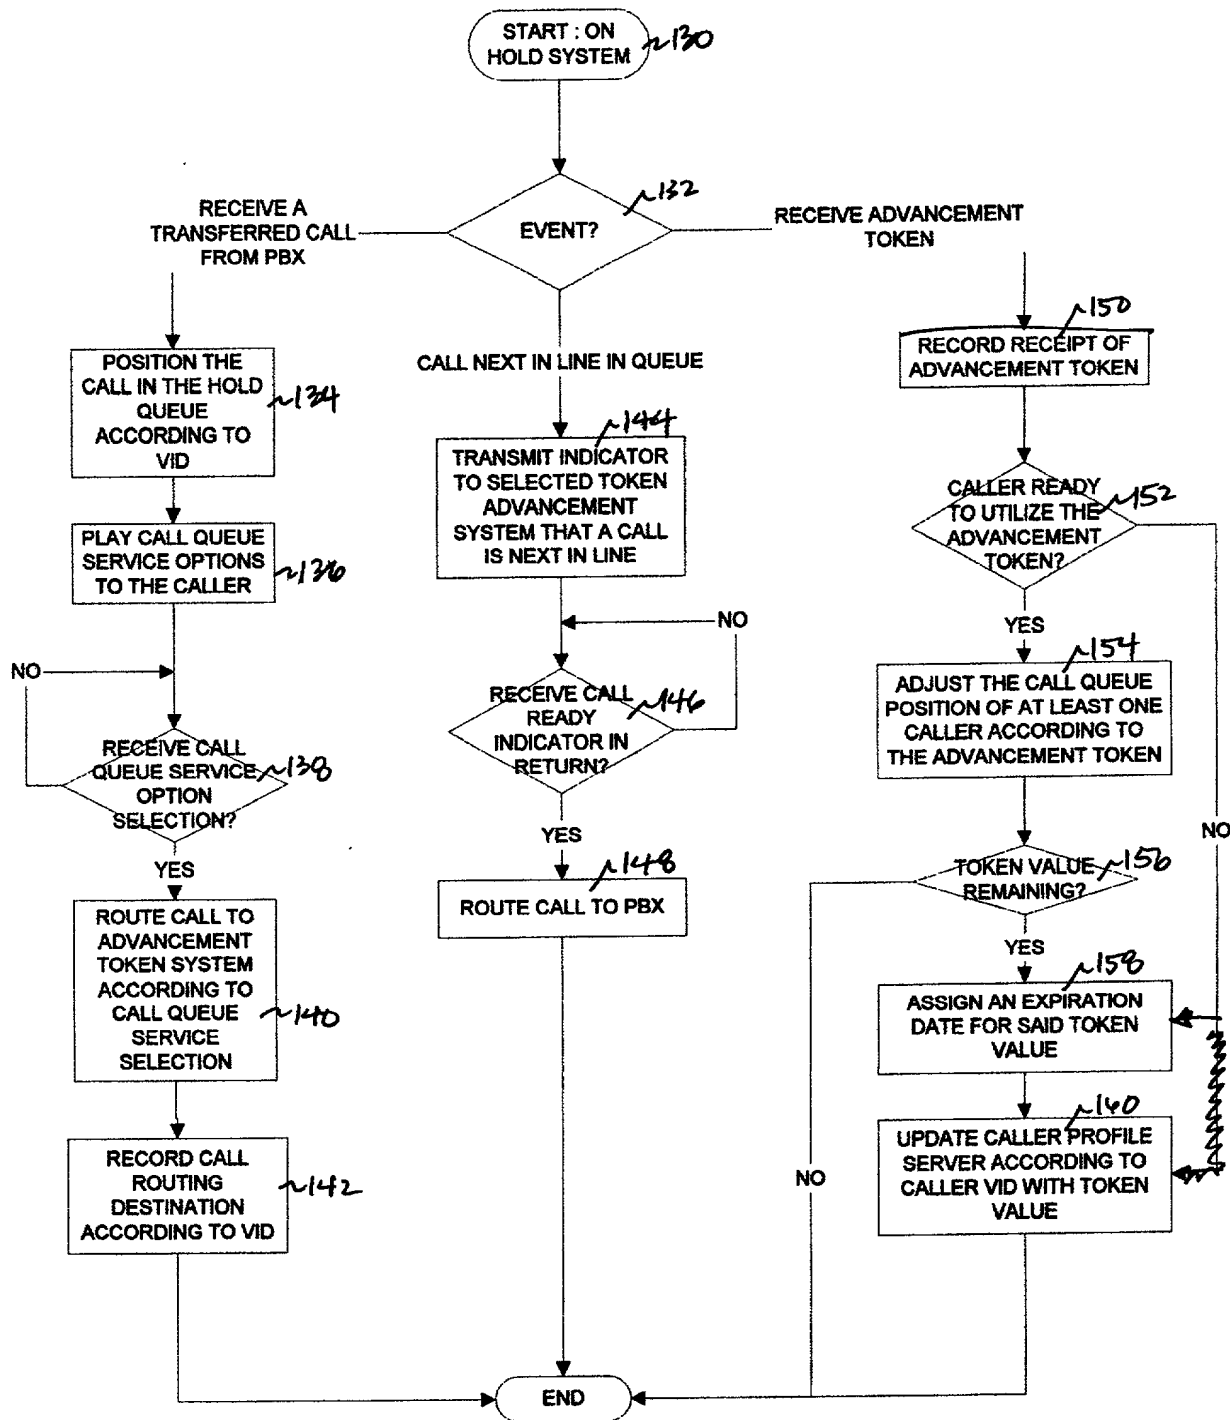 START : ON
HOLD SYSTEM
~130
EVENT?
~132
RECEIVE A
TRANSFERRED CALL
FROM PBX
RECEIVE ADVANCEMENT
TOKEN
CALL NEXT IN LINE IN QUEUE
POSITION THE
CALL IN THE HOLD
QUEUE
ACCORDING TO
VID
~134
PLAY CALL QUEUE
SERVICE OPTIONS
TO THE CALLER
~136
NO
RECEIVE CALL
QUEUE SERVICE
OPTION
SELECTION?
~138
YES
ROUTE CALL TO
ADVANCEMENT
TOKEN SYSTEM
ACCORDING TO
CALL QUEUE
SERVICE
SELECTION
~140
RECORD CALL
ROUTING
DESTINATION
ACCORDING TO VID
~142
~144
TRANSMIT INDICATOR
TO SELECTED TOKEN
ADVANCEMENT
SYSTEM THAT A CALL
IS NEXT IN LINE
NO
RECEIVE CALL
READY
INDICATOR IN
RETURN?
~146
YES
~148
ROUTE CALL TO PBX
~150
RECORD RECEIPT OF
ADVANCEMENT TOKEN
CALLER READY
TO UTILIZE THE
ADVANCEMENT
TOKEN?
~152
YES
NO
~154
ADJUST THE CALL QUEUE
POSITION OF AT LEAST ONE
CALLER ACCORDING TO
THE ADVANCEMENT TOKEN
TOKEN VALUE
REMAINING?
~156
YES
NO
~158
ASSIGN AN EXPIRATION
DATE FOR SAID TOKEN
VALUE
~160
UPDATE CALLER PROFILE
SERVER ACCORDING TO
CALLER VID WITH TOKEN
VALUE
END